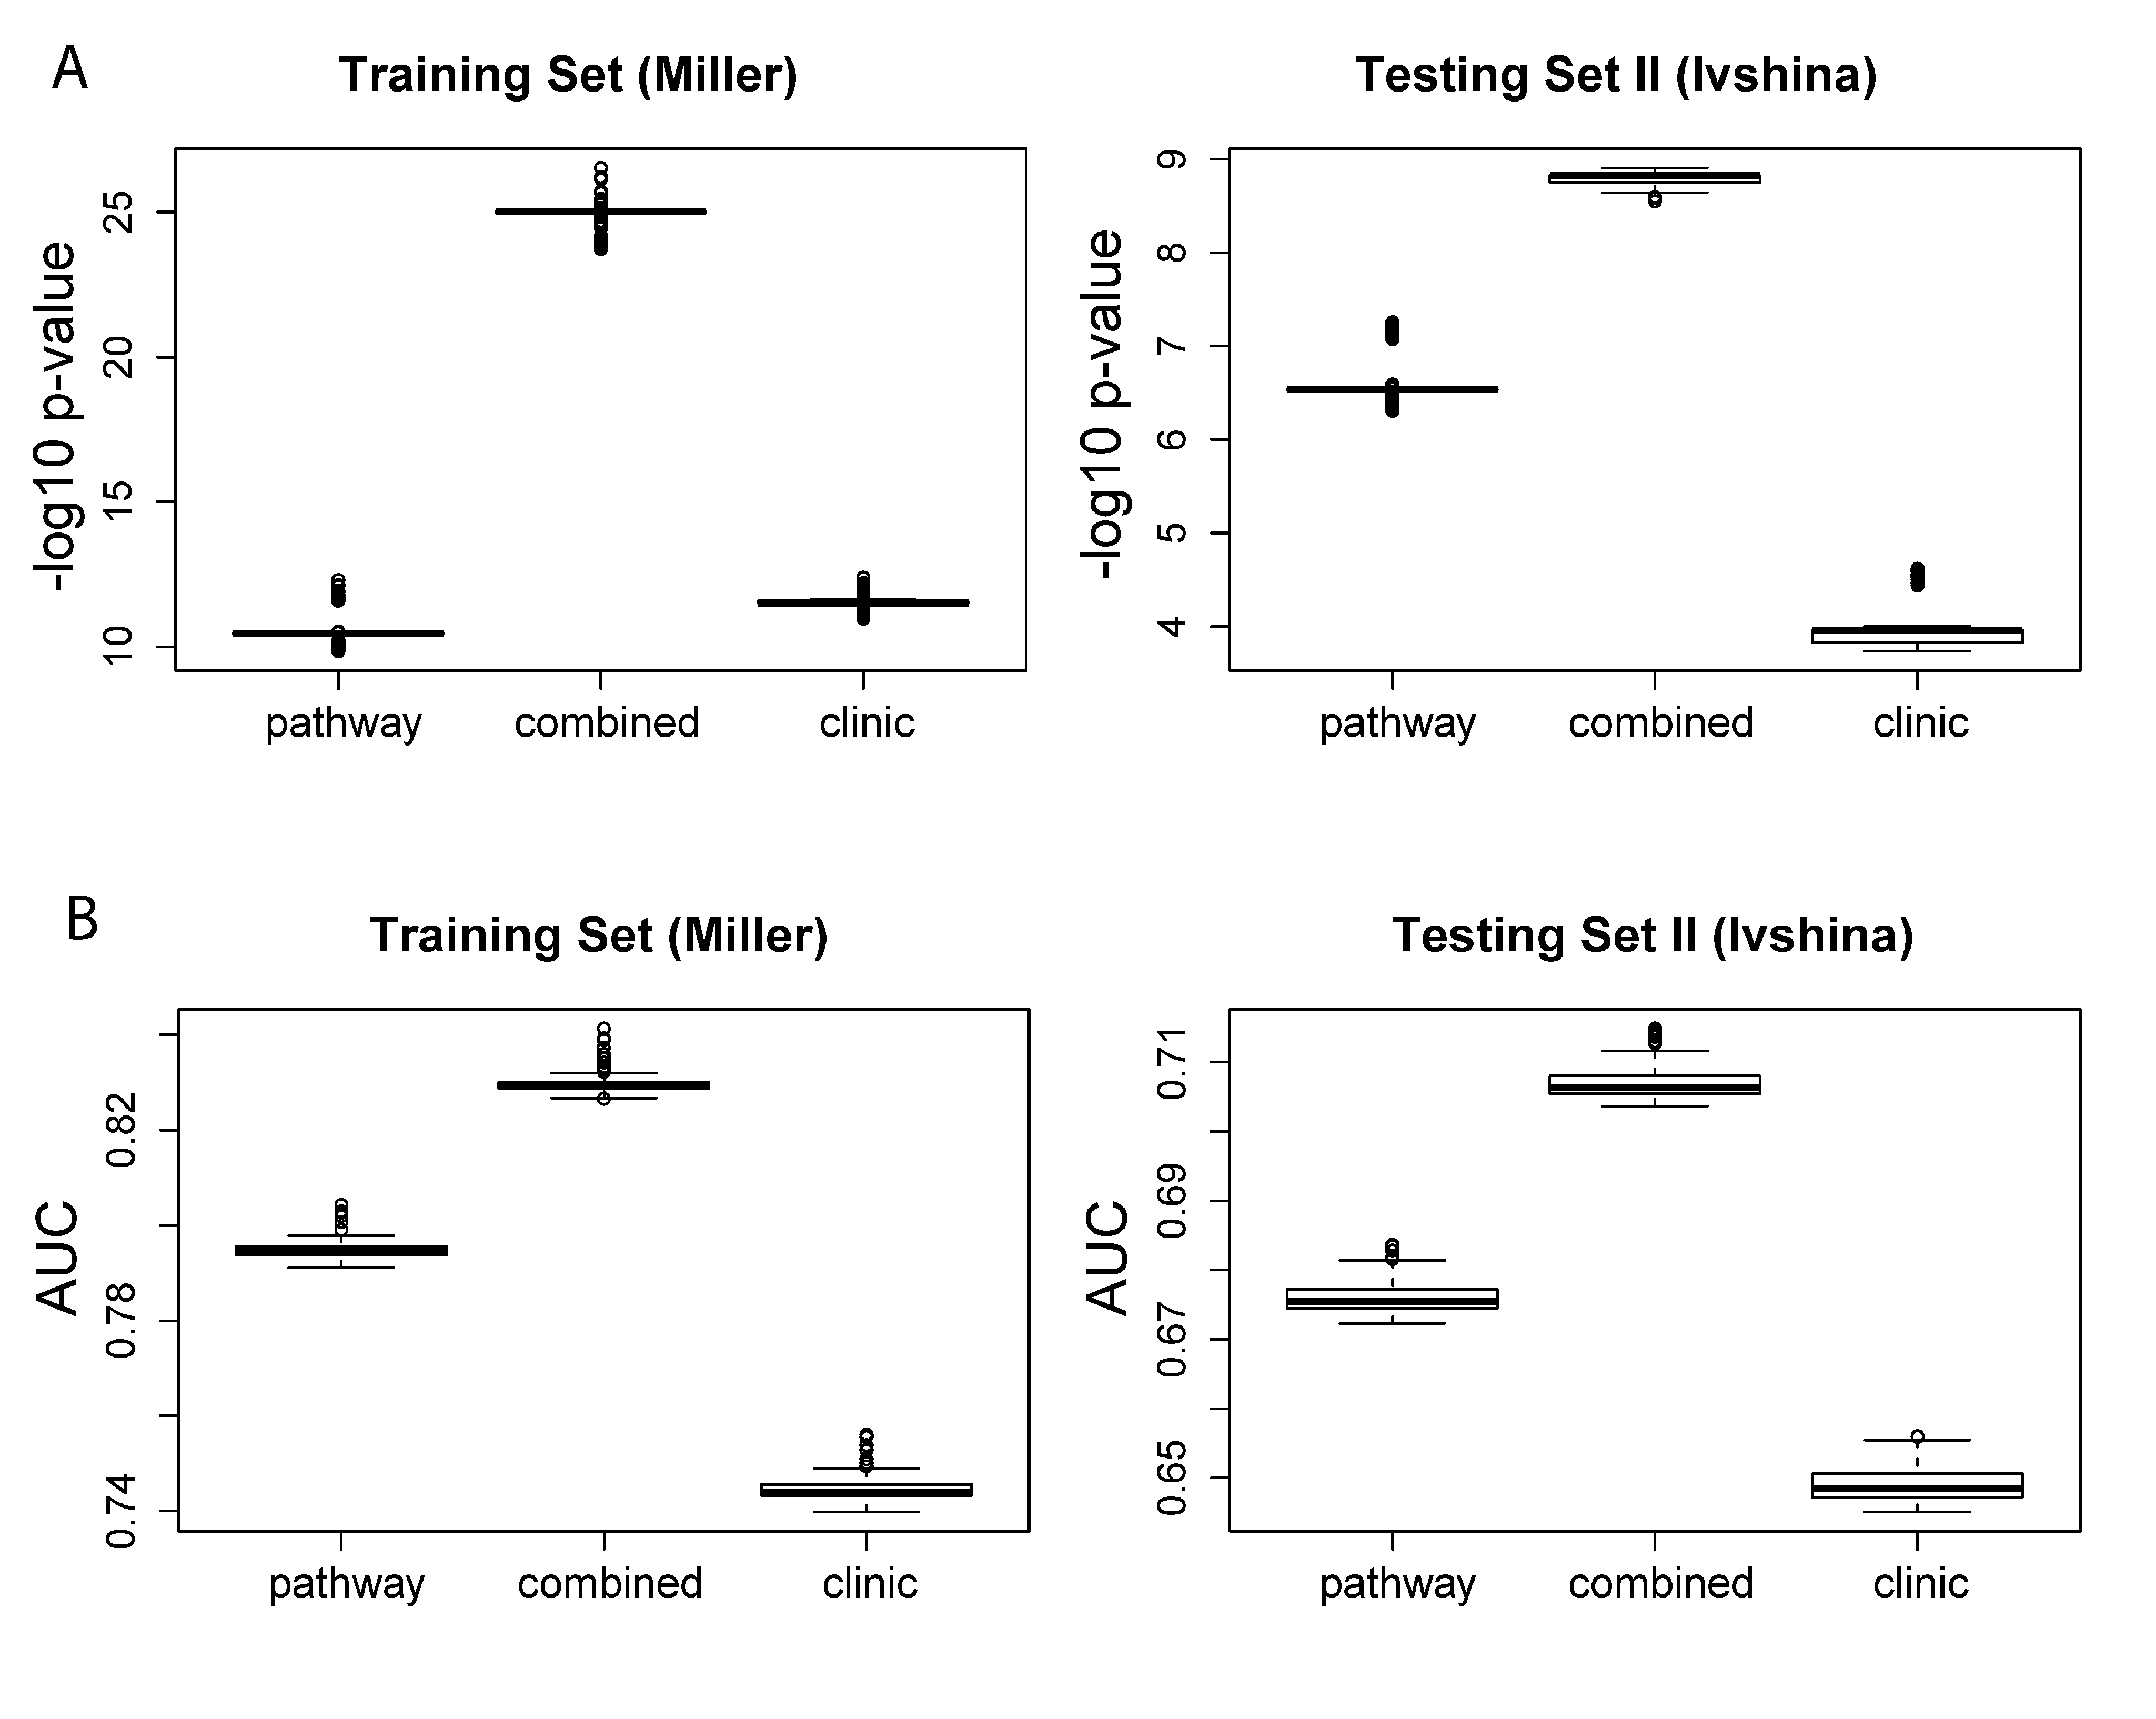 A
Training Set (Miller)
Testing Set II (Ivshina)
-log10 p-value
25
20
15
10
pathway
combined
clinic
-log10 p-value
9
8
7
6
5
4
pathway
combined
clinic
B
Training Set (Miller)
Testing Set II (Ivshina)
AUC
0.82
0.78
0.74
pathway
combined
clinic
AUC
0.71
0.69
0.67
0.65
pathway
combined
clinic